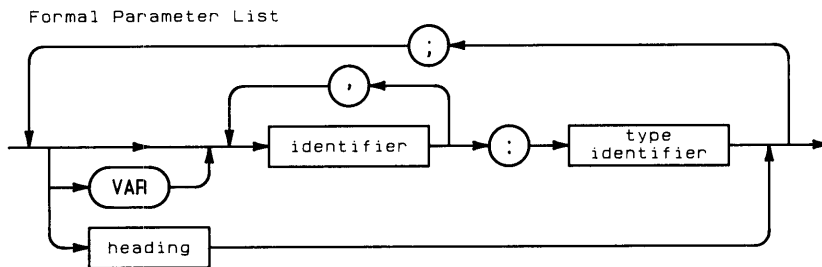 Formal Parameter List
;
,
identifier
:
type
identifier
VAR
heading